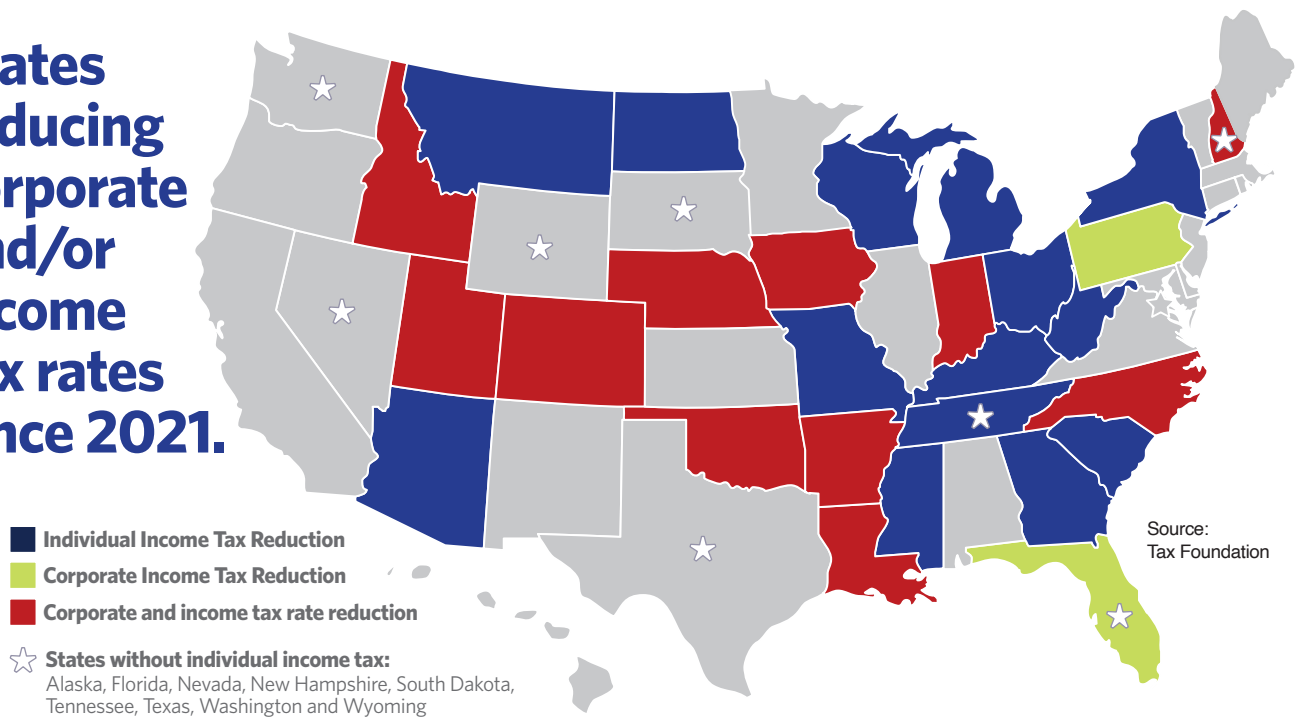 ates
ducing
orporate
nd/or
come
x rates
nce 2021.
Individual Income Tax Reduction
Corporate Income Tax Reduction
Corporate and income tax rate reduction
States without individual income tax:
Alaska, Florida, Nevada, New Hampshire, South Dakota,
Tennessee, Texas, Washington and Wyoming
Source:
Tax Foundation